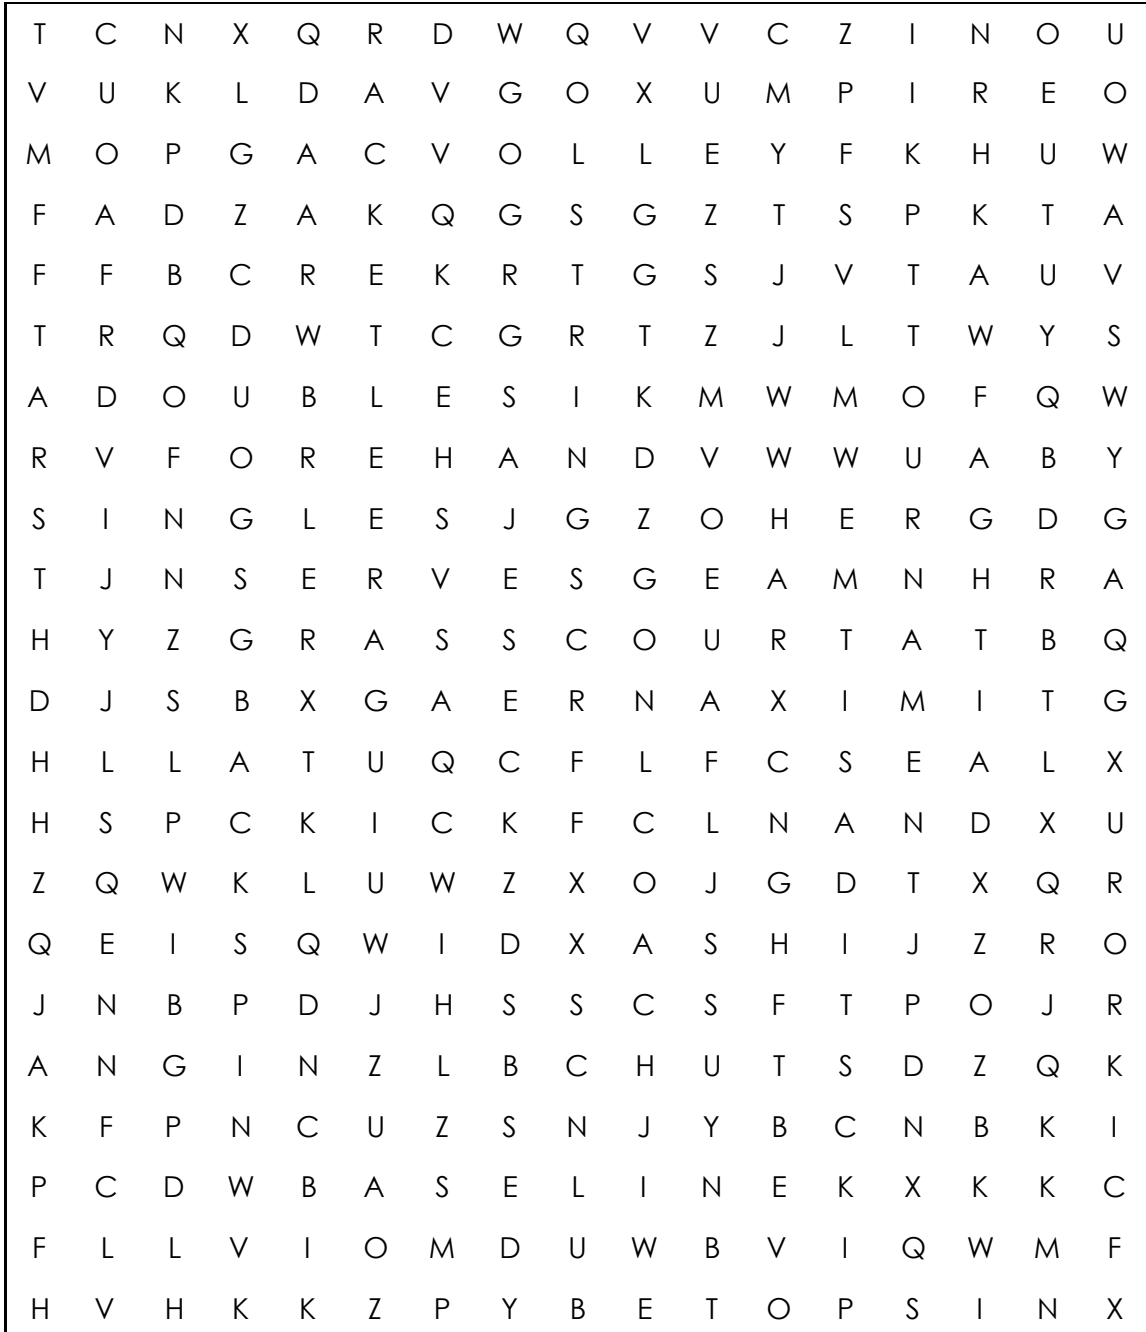 T C N X Q R D W Q V V C Z I N O U
V U K L D A V G O X U M P I R E O
M O P G A C V O L L E Y F K H U W
F A D Z A K Q G S G Z T S P K T A
F F B C R E K R T G S J V T A U V
T R Q D W T C G R T Z J L T W Y S
A D O U B L E S I K M W M O F Q W
R V F O R E H A N D V W W U A B Y
S I N G L E S J G Z O H E R G D G
T J N S E R V E S G E A M N H R A
H Y Z G R A S S C O U R T A T B Q
D J S B X G A E R N A X I M I T G
H L L A T U Q C F L F C S E A L X
H S P C K I C K F C L N A N D X U
Z Q W K L U W Z X O J G D T X Q R
Q E I S Q W I D X A S H I J Z R O
J N B P D J H S S C S F T P O J R
A N G I N Z L B C H U T S D Z Q K
K F P N C U Z S N J Y B C N B K I
P C D W B A S E L I N E K X K K C
F L L V I O M D U W B V I Q W M F
H V H K K Z P Y B E T O P S I N X